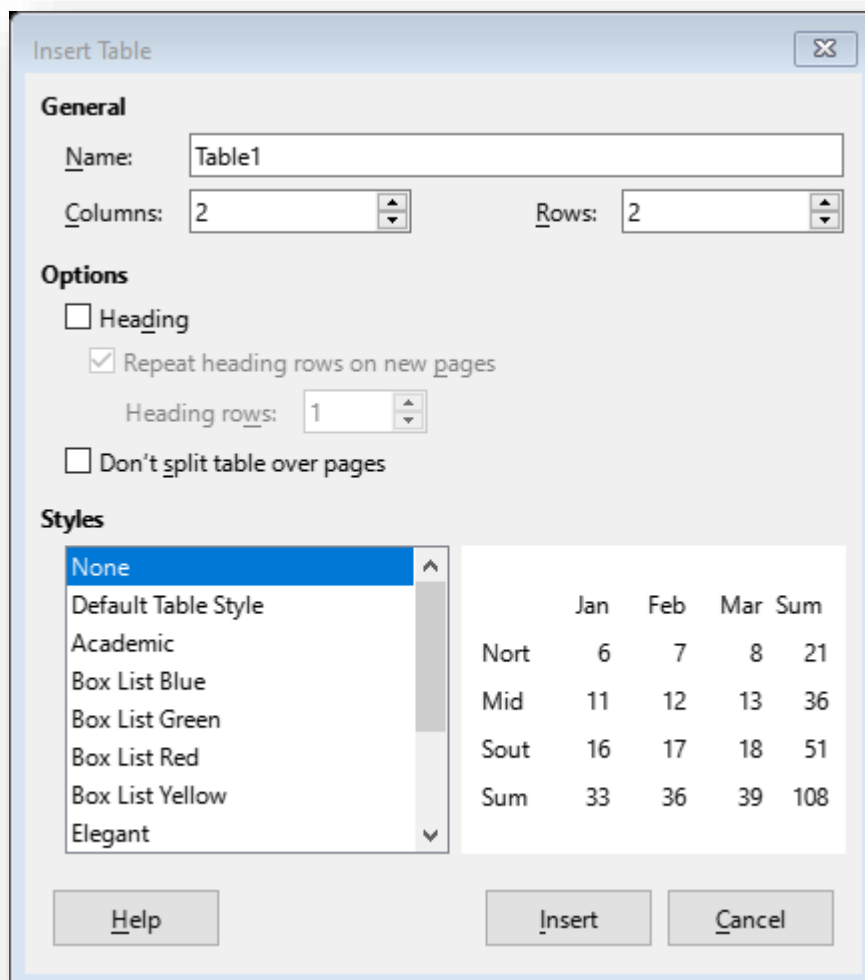 Insert Table
General
Name: Table1
Columns: 2 Rows: 2
Options
Heading
Repeat heading rows on new pages
Heading rows: 1
Don't split table over pages
Styles
None
Default Table Style
Academic
Box List Blue
Box List Green
Box List Red
Box List Yellow
Elegant
Jan Feb Mar Sum
Nort 6 7 8 21
Mid 11 12 13 36
Sout 16 17 18 51
Sum 33 36 39 108
Help Insert Cancel